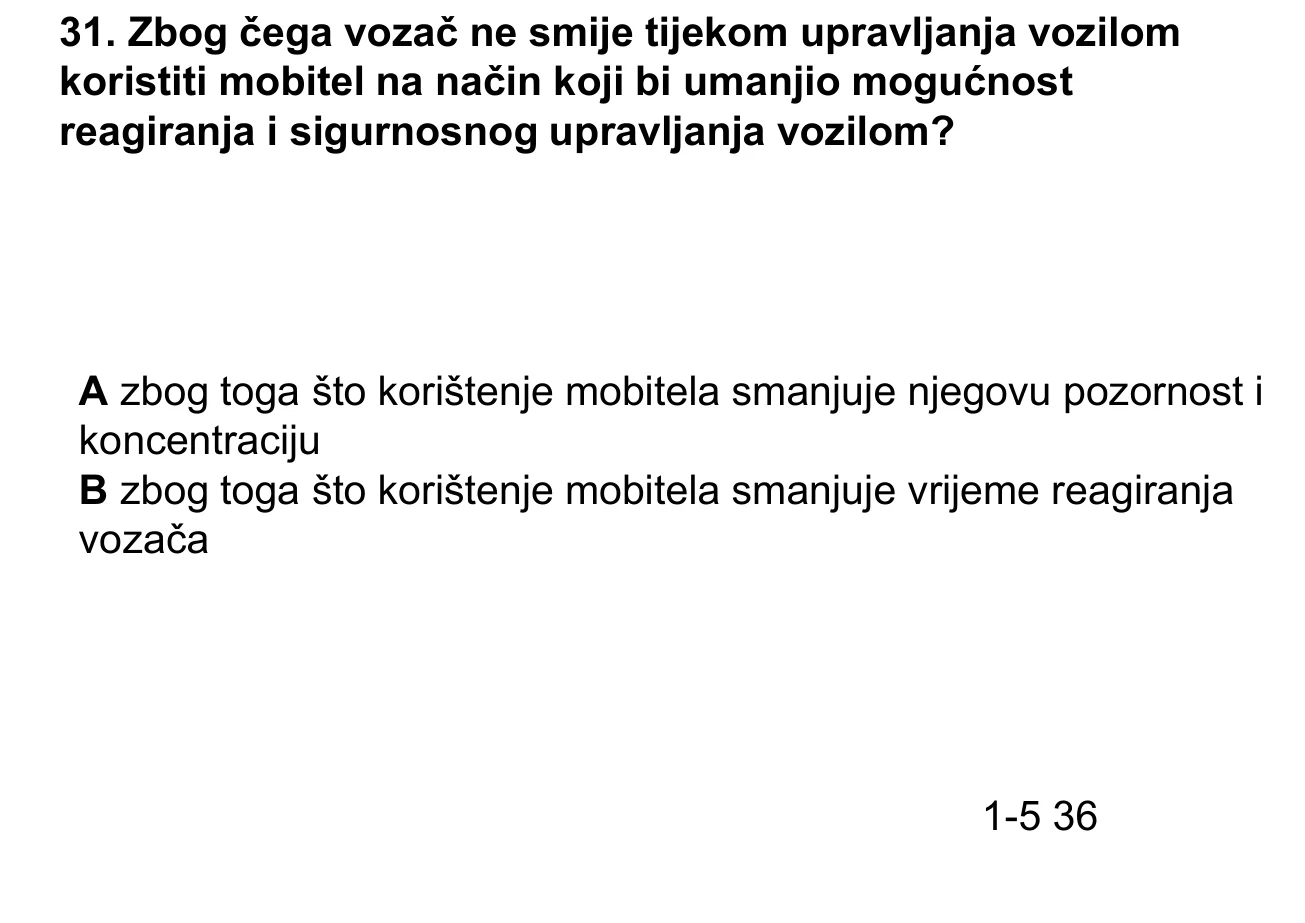 31. Zbog čega vozač ne smije tijekom upravljanja vozilom
koristiti mobitel na način koji bi umanjio mogućnost
reagiranja i sigurnosnog upravljanja vozilom?
A zbog toga što korištenje mobitela smanjuje njegovu pozornost i
koncentraciju
B zbog toga što korištenje mobitela smanjuje vrijeme reagiranja
vozača
1-5 36